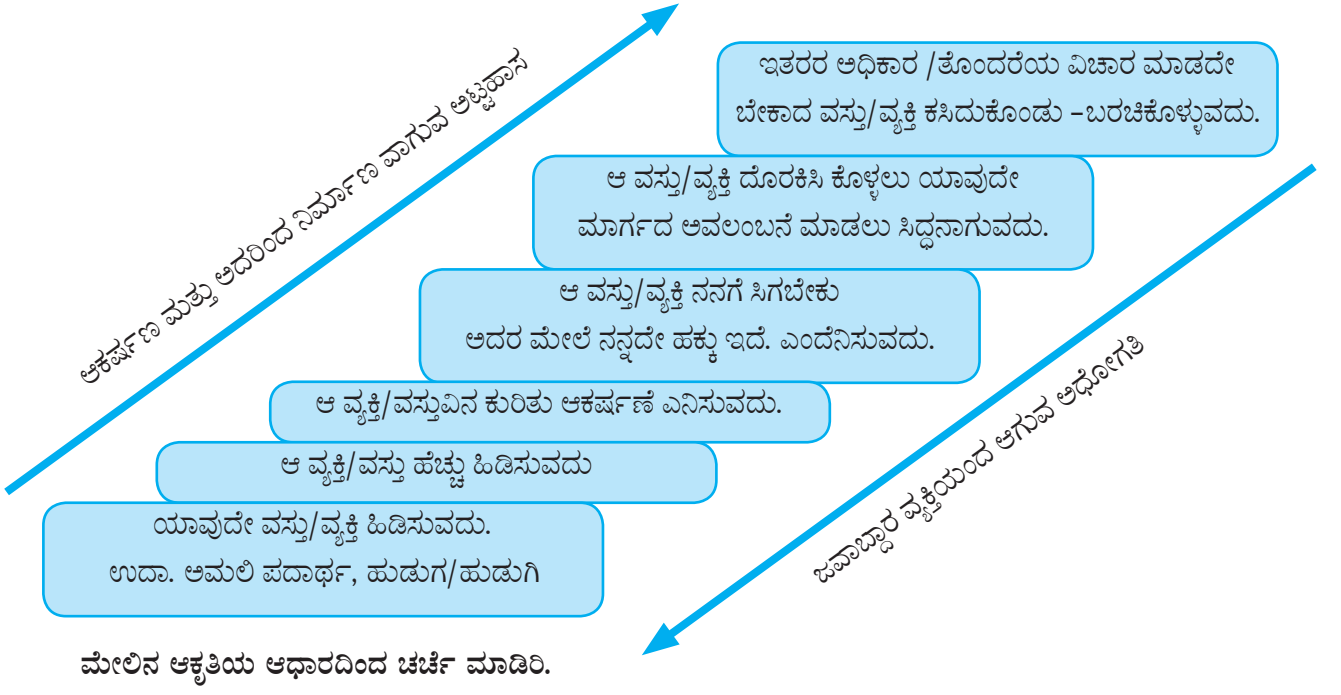 ಆಕರ್ಷಣ ಮತ್ತು ಅದರಿಂದ ನಿರ್ಮಾಣ ವಾಗುವ ಅಟ್ಟಹಾಸ
ಇತರರ ಅಧಿಕಾರ /ತೊಂದರೆಯ ವಿಚಾರ ಮಾಡದೇ
ಬೇಕಾದ ವಸ್ತು/ವ್ಯಕ್ತಿ ಕಸಿದುಕೊಂಡು –ಬರಚಿಕೊಳ್ಳುವದು.
ಆ ವಸ್ತು/ವ್ಯಕ್ತಿ ದೊರಕಿಸಿ ಕೊಳ್ಳಲು ಯಾವುದೇ
ಮಾರ್ಗದ ಅವಲಂಬನೆ ಮಾಡಲು ಸಿದ್ಧನಾಗುವದು.
ಆ ವಸ್ತು/ವ್ಯಕ್ತಿ ನನಗೆ ಸಿಗಬೇಕು
ಅದರ ಮೇಲೆ ನನ್ನದೇ ಹಕ್ಕು ಇದೆ. ಎಂದೆನಿಸುವದು.
ಆ ವ್ಯಕ್ತಿ/ವಸ್ತುವಿನ ಕುರಿತು ಆಕರ್ಷಣೆ ಎನಿಸುವದು.
ಆ ವ್ಯಕ್ತಿ/ವಸ್ತು ಹೆಚ್ಚು ಹಿಡಿಸುವದು
ಯಾವುದೇ ವಸ್ತು/ವ್ಯಕ್ತಿ ಹಿಡಿಸುವದು.
ಉದಾ. ಅಮಲಿ ಪದಾರ್ಥ, ಹುಡುಗ/ಹುಡುಗಿ
ಜವಾಬ್ದಾರ ವ್ಯಕ್ತಿಯಂದ ಆಗುವ ಅಧೋಗತಿ
ಮೇಲಿನ ಆಕೃತಿಯ ಆಧಾರದಿಂದ ಚರ್ಚೆ ಮಾಡಿರಿ.